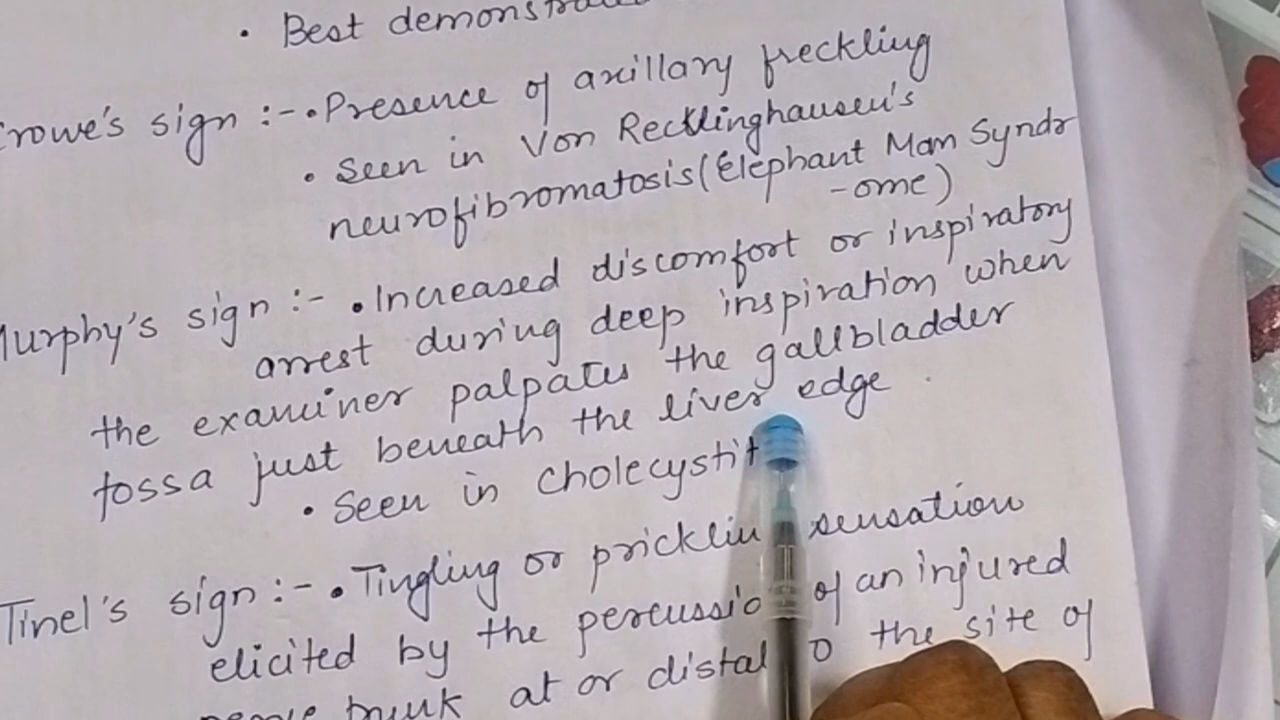 · Best
Crowe's sign :- · Presence of axillary freckling
· Seen in Von Recklinghausen's
neurofibromatosis (Elephant Man Syndr
-ome)
Murphy's sign :- · Increased discomfort or inspiratory
arrest during deep inspiration when
the examiner palpates the gallbladder
fossa just beneath the liver edge
· Seen in Cholecystit
Tinel's sign :- · Tingling or pricklin sensation
elicited by the percussio of an injured
trunk at or distal o the site of